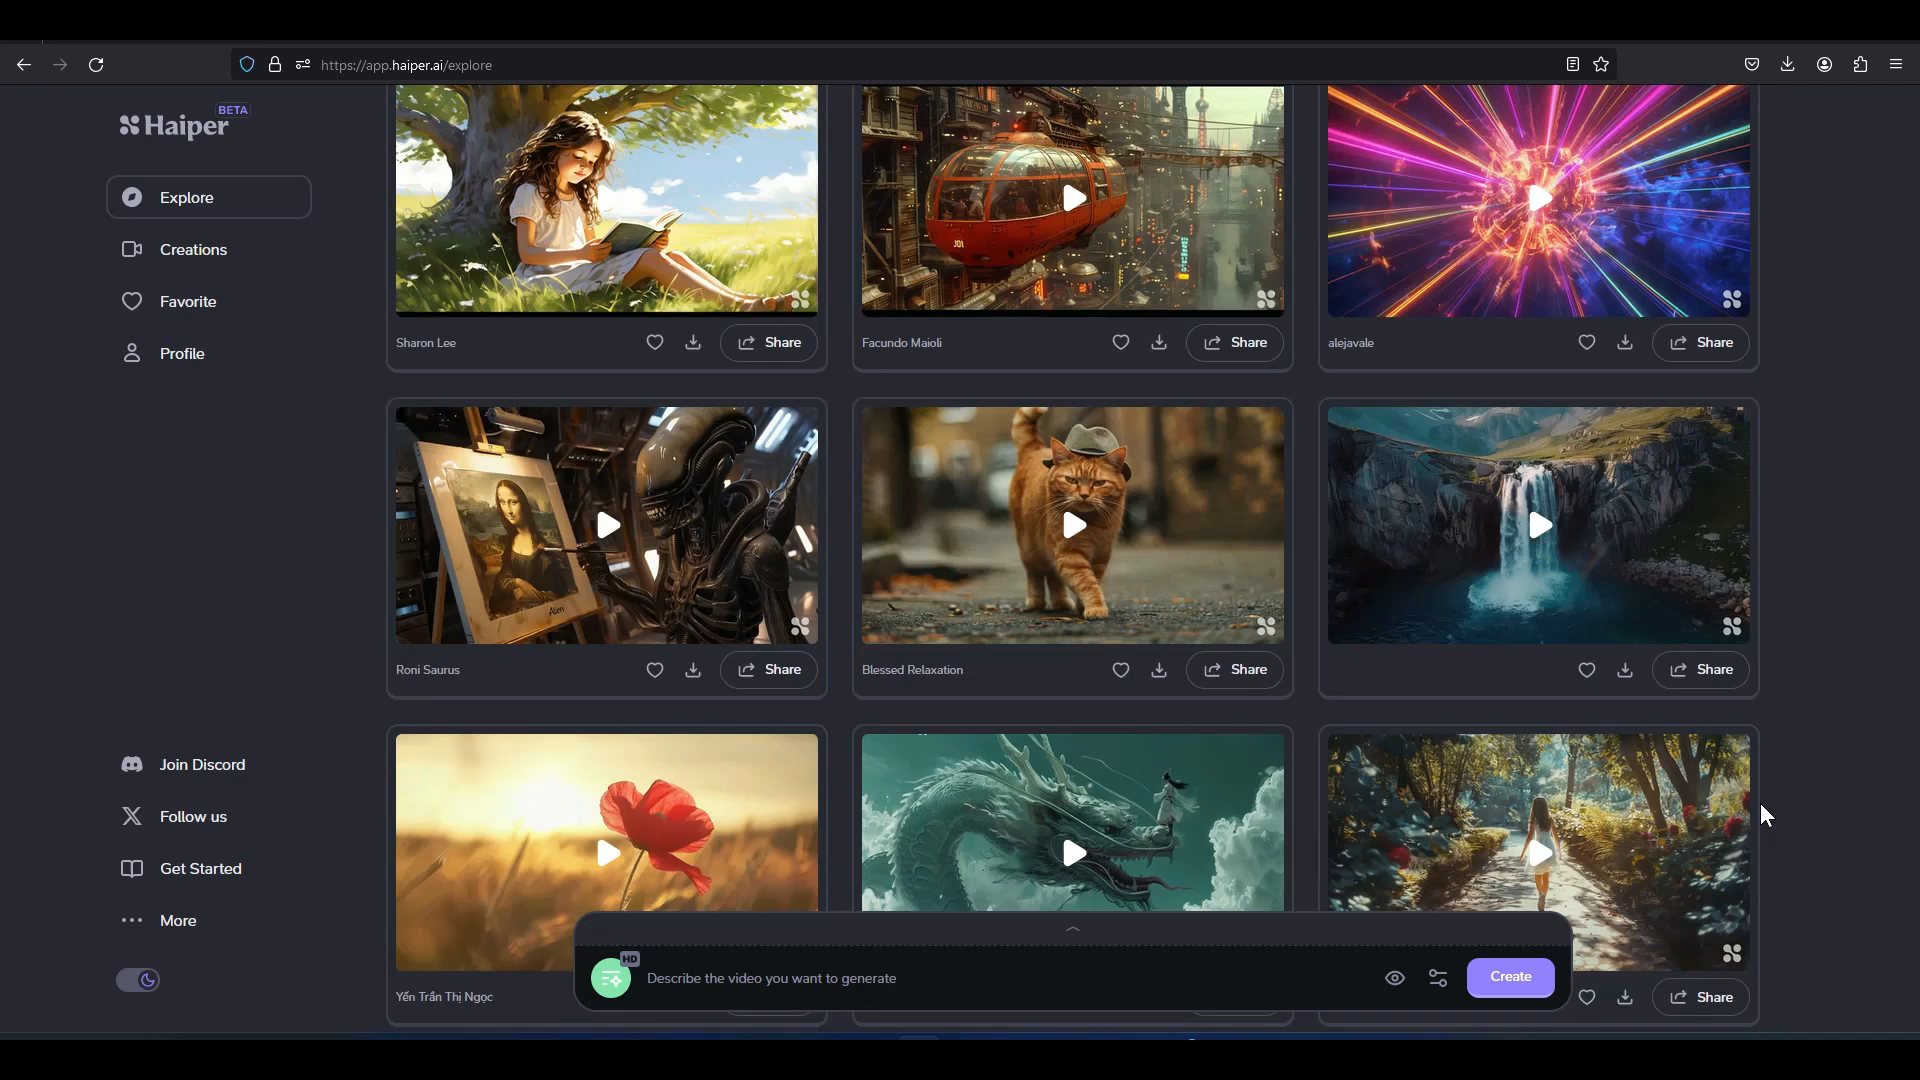 https://app.haiper.ai/explore
Haiper
BETA
Explore
Creations
Favorite
Profile
Join Discord
Follow us
Get Started
More
JO1
Sharon Lee
Share
Facundo Maioli
Share
alejavale
Share
Alien
Roni Saurus
Share
Blessed Relaxation
Share
Share
Yến Trần Thị Ngọc
Share
HD
Describe the video you want to generate
Create